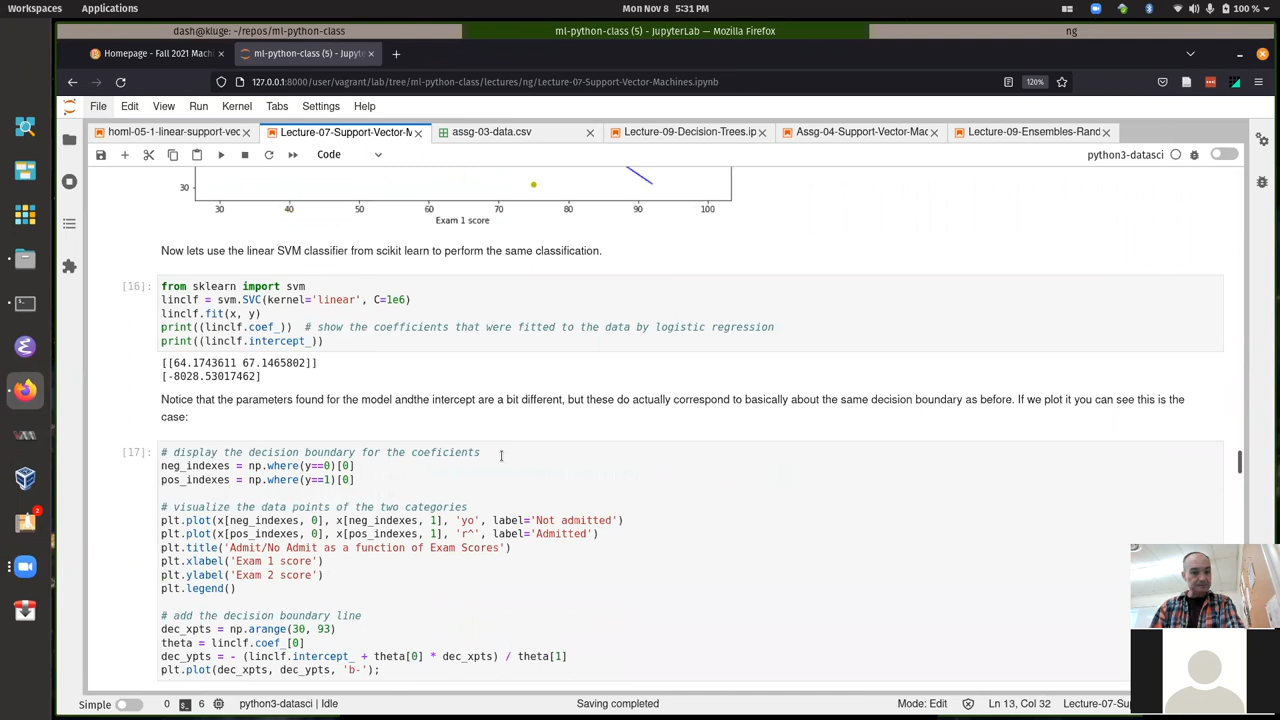 Workspaces Applications Mon Nov 8 5:31 PM 100 %
dash@kluge: ~/repos/ml-python-class ml-python-class (5) - JupyterLab — Mozilla Firefox ng
Homepage - Fall 2021 Mach ml-python-class (5) - Jupyt
127.0.0.1:8000/user/vagrant/lab/tree/ml-python-class/lectures/ng/Lecture-07-Support-Vector-Machines.ipynb 120%
File Edit View Run Kernel Tabs Settings Help
homl-05-1-linear-support-vec Lecture-07-Support-Vector-M assg-03-data.csv Lecture-09-Decision-Trees.ip Assg-04-Support-Vector-Mac Lecture-09-Ensembles-Rand
Code python3-datasci
30
30 40 50 60 70 80 90 100
Exam 1 score
Now lets use the linear SVM classifier from scikit learn to perform the same classification.
[16]: from sklearn import svm
linclf = svm.SVC(kernel='linear', C=1e6)
linclf.fit(x, y)
print((linclf.coef_)) # show the coefficients that were fitted to the data by logistic regression
print((linclf.intercept_))
[[64.1743611 67.1465802]]
[-8028.53017462]
Notice that the parameters found for the model andthe intercept are a bit different, but these do actually correspond to basically about the same decision boundary as before. If we plot it you can see this is the
case:
[17]: # display the decision boundary for the coeficients
neg_indexes = np.where(y==0)[0]
pos_indexes = np.where(y==1)[0]
# visualize the data points of the two categories
plt.plot(x[neg_indexes, 0], x[neg_indexes, 1], 'yo', label='Not admitted')
plt.plot(x[pos_indexes, 0], x[pos_indexes, 1], 'r^', label='Admitted')
plt.title('Admit/No Admit as a function of Exam Scores')
plt.xlabel('Exam 1 score')
plt.ylabel('Exam 2 score')
plt.legend()
# add the decision boundary line
dec_xpts = np.arange(30, 93)
theta = linclf.coef_[0]
dec_ypts = - (linclf.intercept_ + theta[0] * dec_xpts) / theta[1]
plt.plot(dec_xpts, dec_ypts, 'b-');
Simple 0 6 python3-datasci | Idle Saving completed Mode: Edit Ln 13, Col 32 Lecture-07-Support-Vector-Ma
2